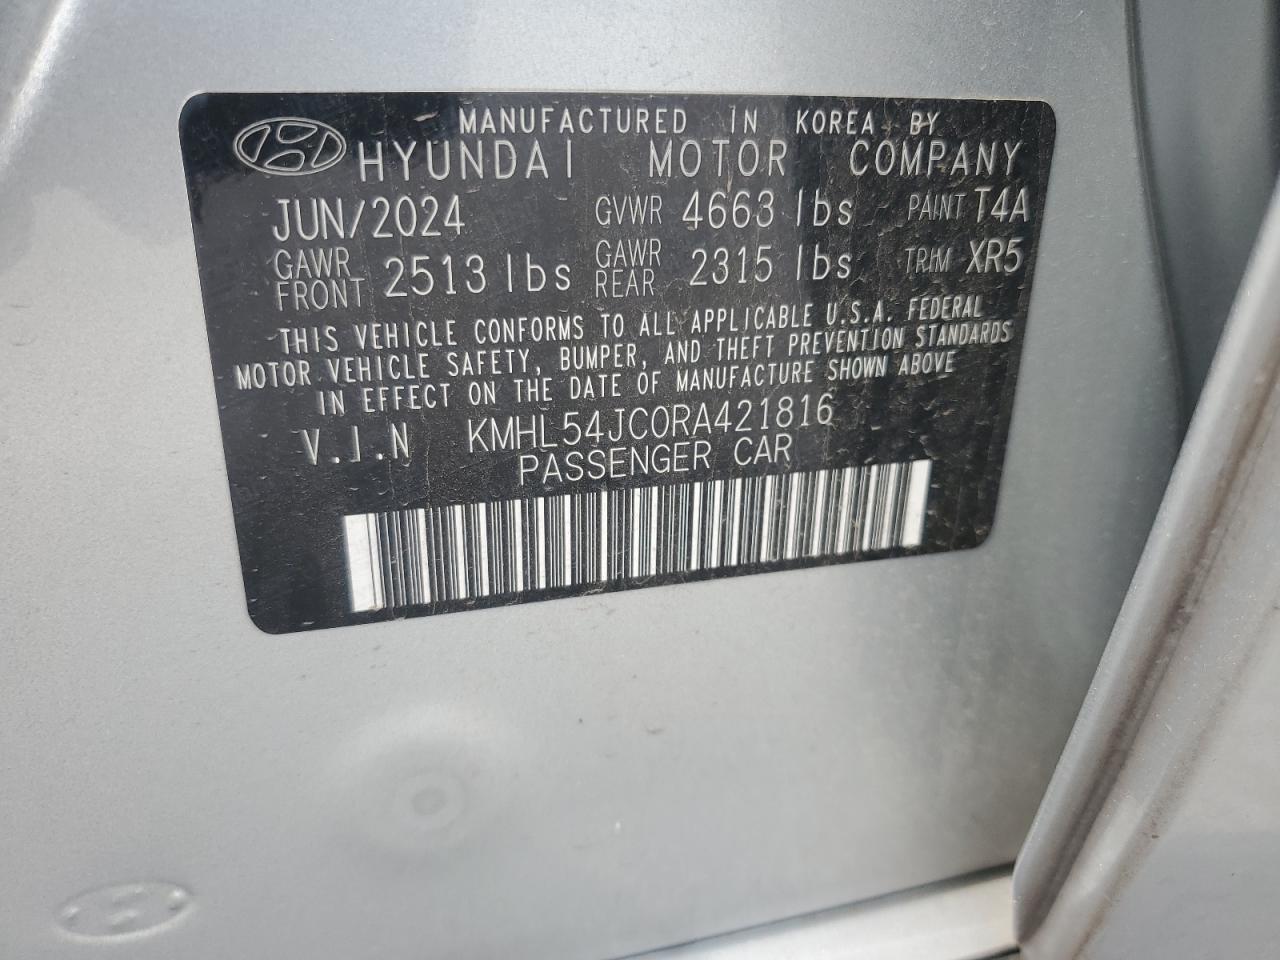 MANUFACTURED IN KOREA BY
HYUNDAI MOTOR COMPANY
JUN/2024 GVWR 4663 lbs PAINT T4A
GAWR FRONT 2513 lbs GAWR REAR 2315 lbs TRIM XR5
THIS VEHICLE CONFORMS TO ALL APPLICABLE U.S.A. FEDERAL
MOTOR VEHICLE SAFETY, BUMPER, AND THEFT PREVENTION STANDARDS
IN EFFECT ON THE DATE OF MANUFACTURE SHOWN ABOVE
V.I.N KMHL54JC0RA421816
PASSENGER CAR